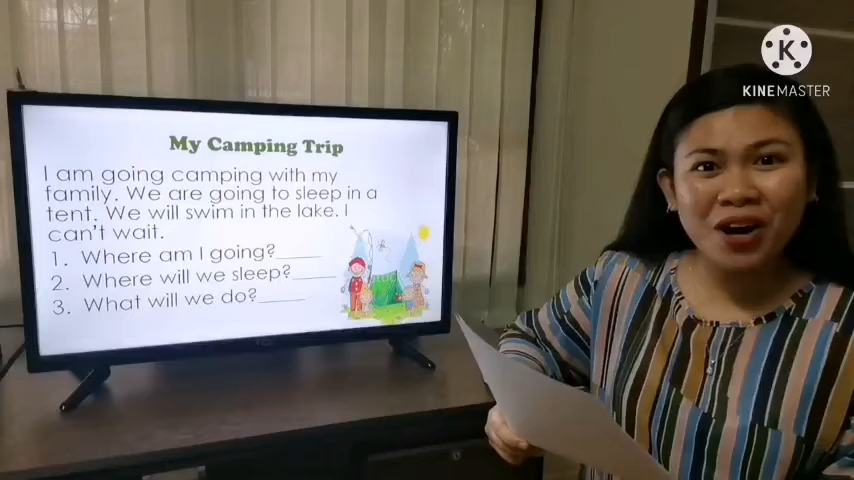 My Camping Trip
I am going camping with my
family. We are going to sleep in a
tent. We will swim in the lake. I
can't wait.
1. Where am I going?_____
2. Where will we sleep?_____
3. What will we do?_____
K
KINEMASTER